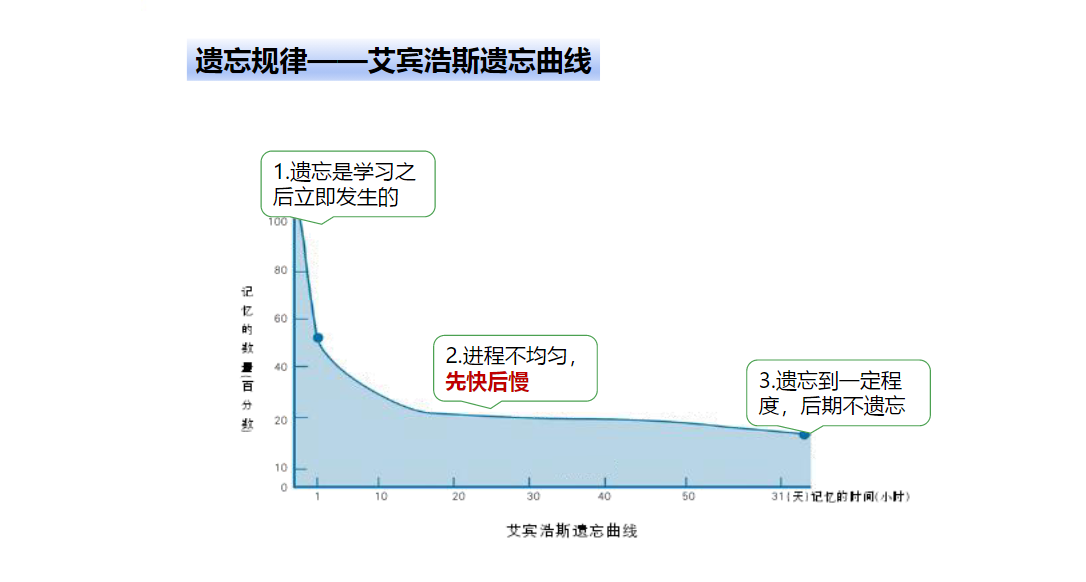 遗忘规律——艾宾浩斯遗忘曲线
1.遗忘是学习之
后立即发生的
100
80
60
40
20
10
0
记忆的数量(百分数)
2.进程不均匀，
先快后慢
3.遗忘到一定程
度，后期不遗忘
1 10 20 30 40 50 31(天)记忆的时间(小时)
艾宾浩斯遗忘曲线